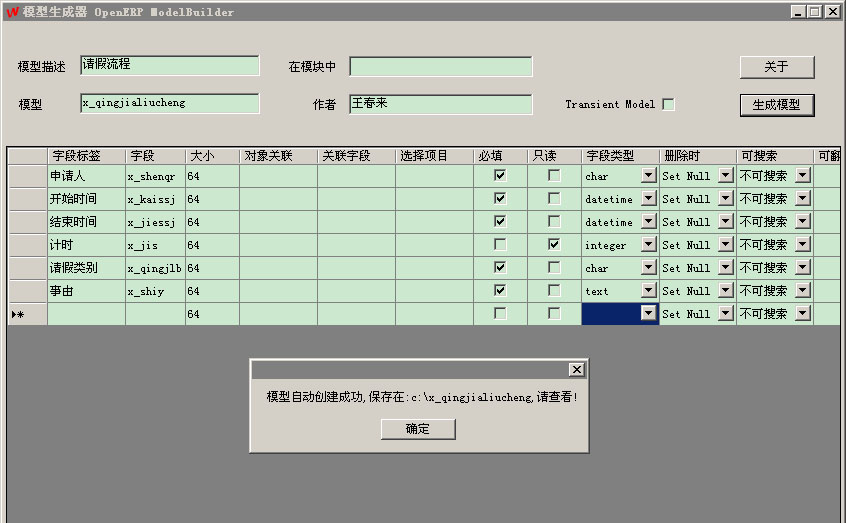 模型生成器 OpenERP ModelBuilder
模型描述 请假流程 在模块中 关于
模型 x_qingjialiucheng 作者 王春来 Transient Model 生成模型
字段标签 字段 大小 对象关联 关联字段 选择项目 必填 只读 字段类型 删除时 可搜索 可翻
申请人 x_shenqr 64 char Set Null 不可搜索
开始时间 x_kaissj 64 datetime Set Null 不可搜索
结束时间 x_jiessj 64 datetime Set Null 不可搜索
计时 x_jis 64 integer Set Null 不可搜索
请假类别 x_qingjlb 64 char Set Null 不可搜索
事由 x_shiy 64 text Set Null 不可搜索
64 Set Null 不可搜索
模型自动创建成功,保存在:c:\x_qingjialiucheng,请查看!
确定